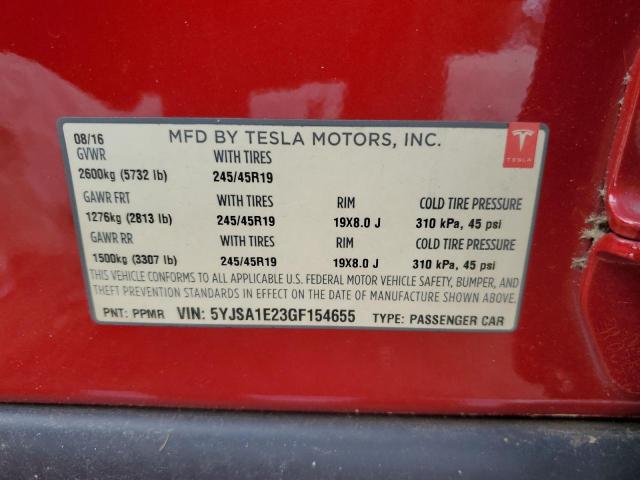 08/16 MFD BY TESLA MOTORS, INC.
TESLA
GVWR WITH TIRES
2600kg (5732 lb) 245/45R19
GAWR FRT WITH TIRES RIM COLD TIRE PRESSURE
1276kg (2813 lb) 245/45R19 19X8.0 J 310 kPa, 45 psi
GAWR RR WITH TIRES RIM COLD TIRE PRESSURE
1500kg (3307 lb) 245/45R19 19X8.0 J 310 kPa, 45 psi
THIS VEHICLE CONFORMS TO ALL APPLICABLE U.S. FEDERAL MOTOR VEHICLE SAFETY, BUMPER, AND
THEFT PREVENTION STANDARDS IN EFFECT ON THE DATE OF MANUFACTURE SHOWN ABOVE.
PNT: PPMR VIN: 5YJSA1E23GF154655 TYPE: PASSENGER CAR